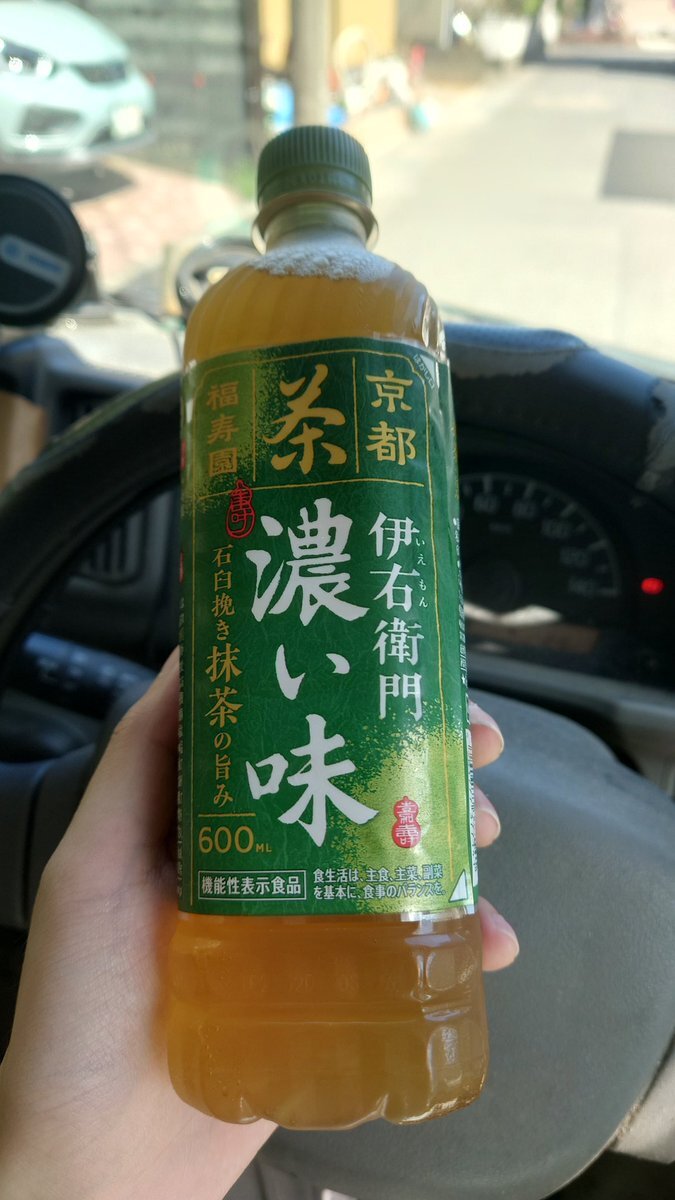 京都
茶
福寿園
伊右衛門
いえもん
濃い味
石臼挽き抹茶の旨み
600ML
機能性表示食品
食生活は、主食、主菜、副菜
を基本に、食事のバランスを。